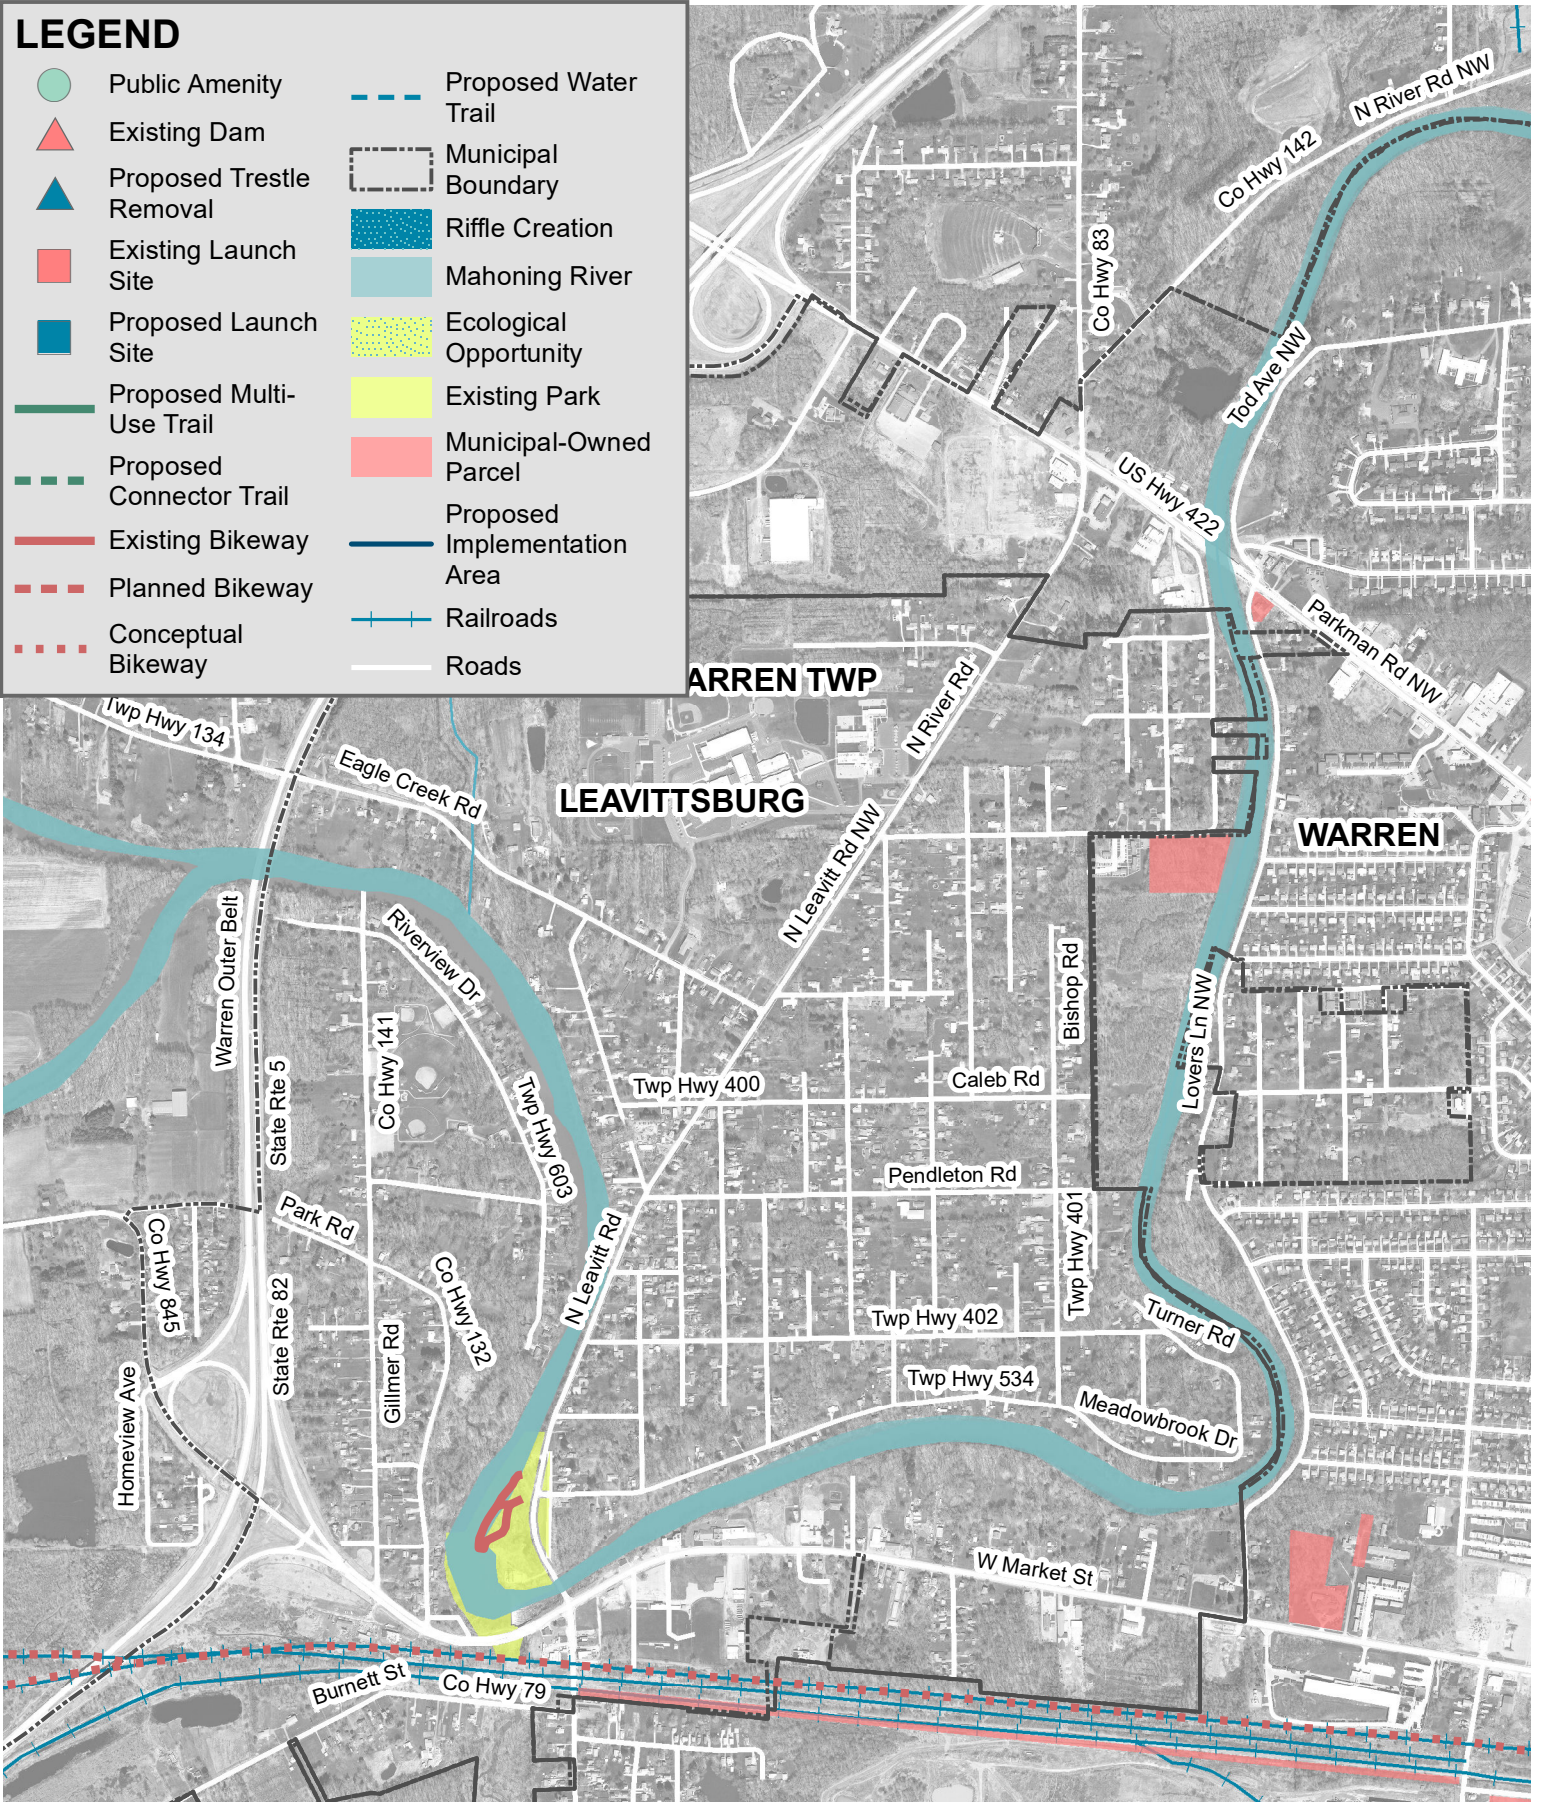 LEGEND
Public Amenity
Existing Dam
Proposed Trestle
Removal
Existing Launch
Site
Proposed Launch
Site
Proposed Multi-
Use Trail
Proposed
Connector Trail
Existing Bikeway
Planned Bikeway
Conceptual
Bikeway
Proposed Water
Trail
Municipal
Boundary
Riffle Creation
Mahoning River
Ecological
Opportunity
Existing Park
Municipal-Owned
Parcel
Proposed
Implementation
Area
Railroads
Roads
N River Rd NW
Co Hwy 142
Co Hwy 83
Tod Ave NW
US Hwy 422
Parkman Rd NW
ARREN TWP
N River Rd
Twp Hwy 134
Eagle Creek Rd
LEAVITTSBURG
WARREN
N Leavitt Rd NW
Warren Outer Belt
Riverview Dr
Bishop Rd
Lovers Ln NW
Co Hwy 141
State Rte 5
Twp Hwy 603
Twp Hwy 400
Caleb Rd
Pendleton Rd
Park Rd
Co Hwy 845
N Leavitt Rd
Twp Hwy 401
Co Hwy 132
State Rte 82
Gillmer Rd
Twp Hwy 402
Turner Rd
Homeview Ave
Twp Hwy 534
Meadowbrook Dr
W Market St
Burnett St
Co Hwy 79